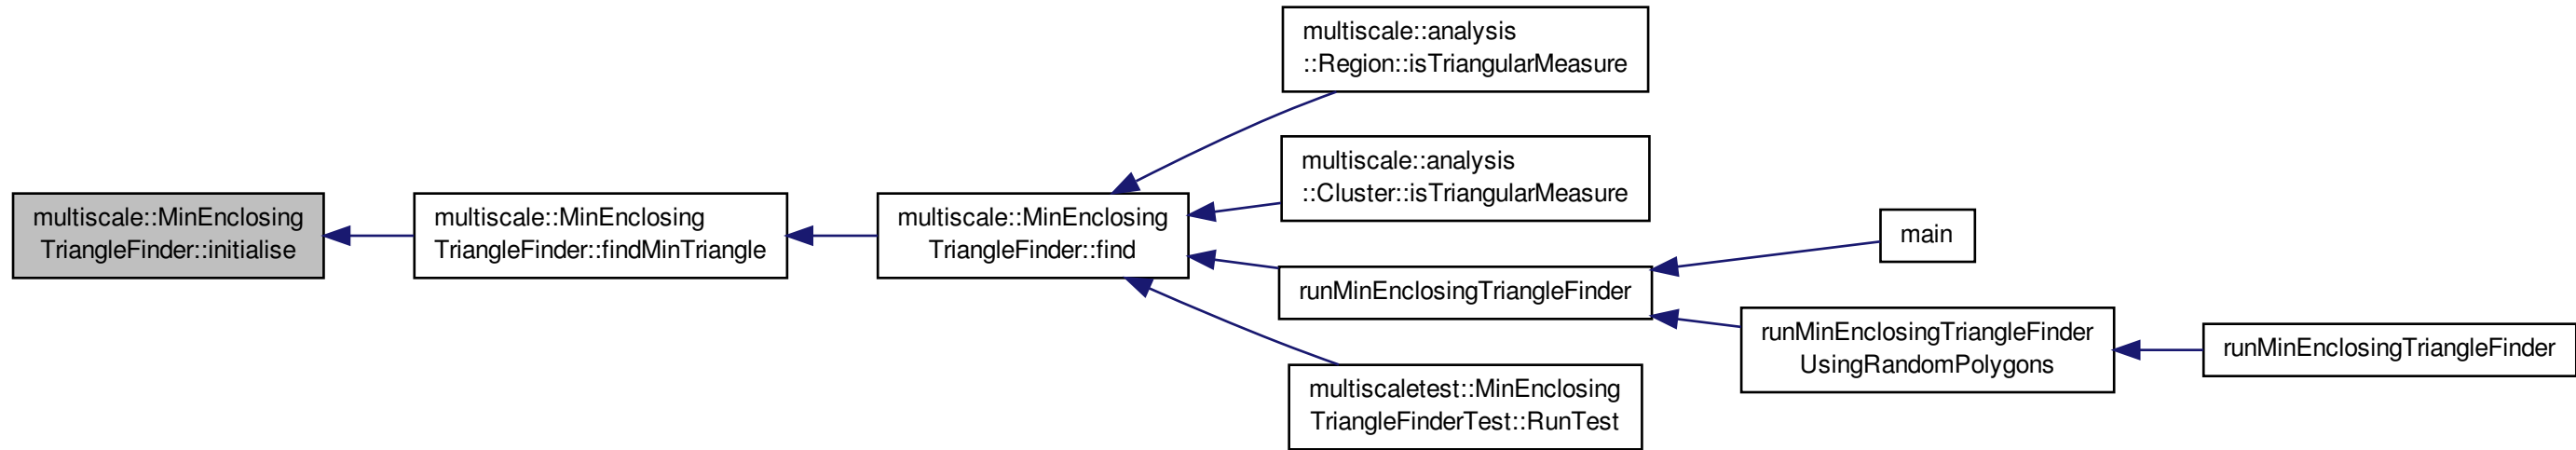 multiscale::MinEnclosing
TriangleFinder::initialise
multiscale::MinEnclosing
TriangleFinder::findMinTriangle
multiscale::MinEnclosing
TriangleFinder::find
multiscale::analysis
::Region::isTriangularMeasure
multiscale::analysis
::Cluster::isTriangularMeasure
runMinEnclosingTriangleFinder
multiscaletest::MinEnclosing
TriangleFinderTest::RunTest
main
runMinEnclosingTriangleFinder
UsingRandomPolygons
runMinEnclosingTriangleFinder